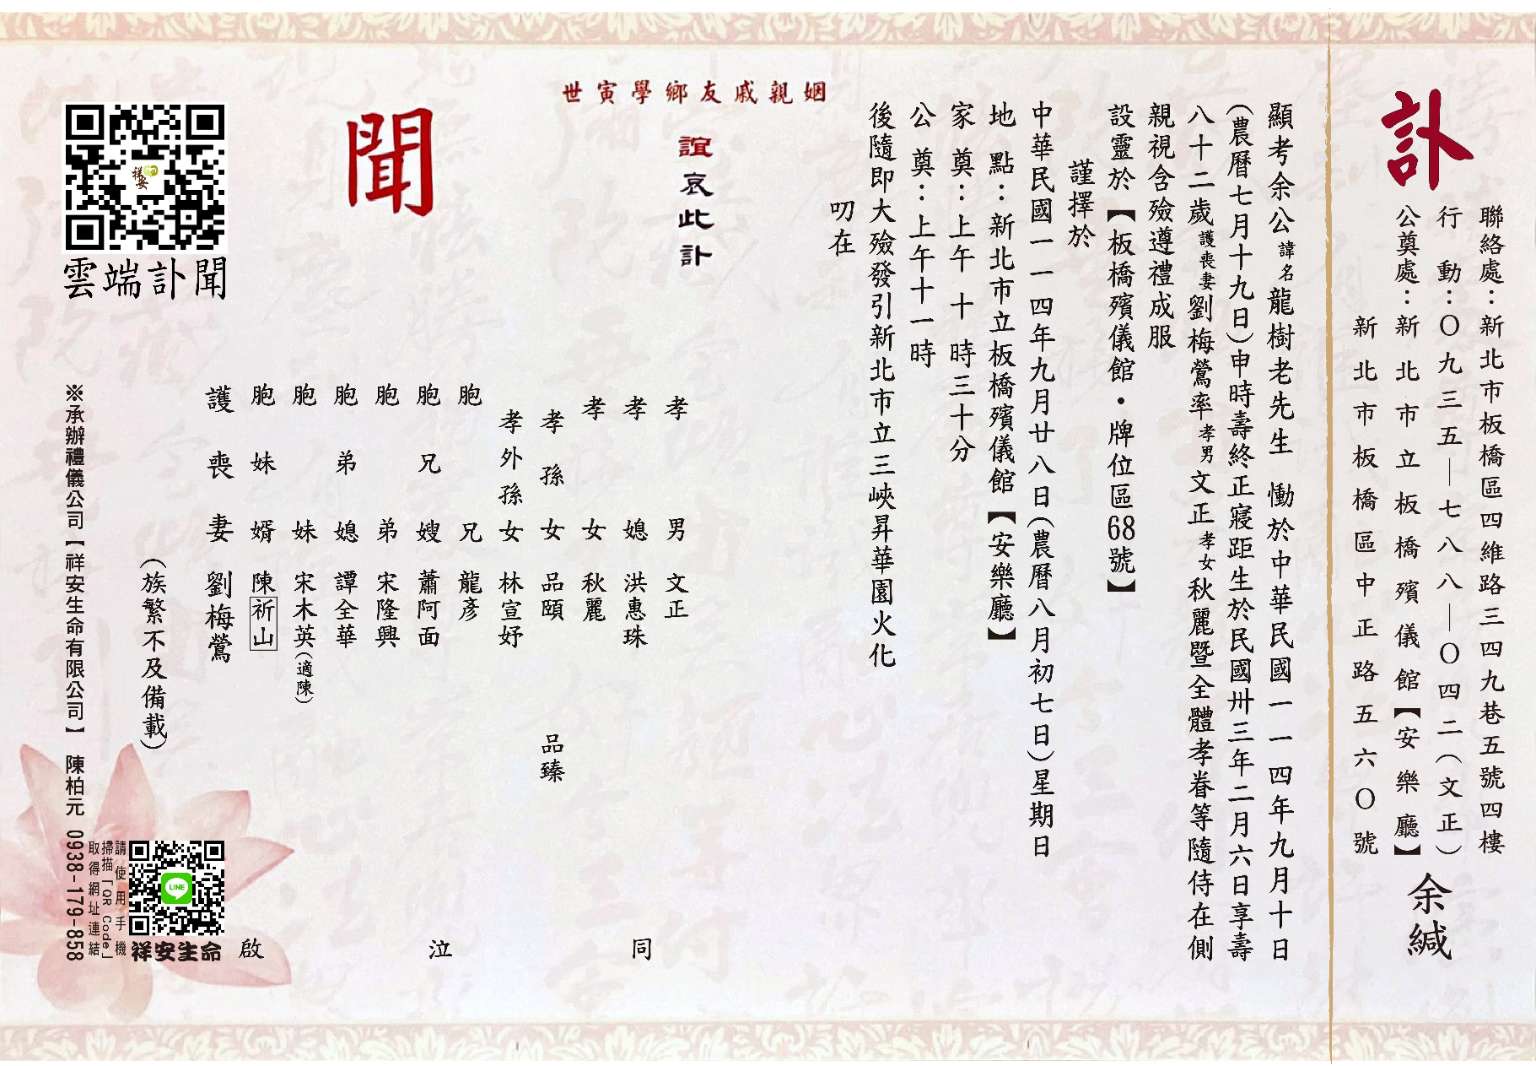 訃
聯絡處：新北市板橋區四維路三四九巷五號四樓
行動：〇九三五—七八八—〇四二（文正）
公奠處：新北市立板橋殯儀館【安樂廳】
新北市板橋區中正路五六〇號
余緘
顯考余公諱名龍樹老先生 慟於中華民國一一四年九月十日
(農曆七月十九日)申時壽終正寢距生於民國卅三年二月六日享壽
八十二歲護喪妻劉梅鶯率孝男文正孝女秋麗暨全體孝眷等隨侍在側
親視含殮遵禮成服
設靈於【板橋殯儀館・牌位區68號】
謹擇於
中華民國一一四年九月廿八日(農曆八月初七日)星期日
地點：新北市立板橋殯儀館【安樂廳】
家奠：上午十時三十分
公奠：上午十一時
後隨即大殮發引新北市立三峽昇華園火化
叨在
姻親戚友鄉學寅世
誼哀此訃
聞
孝男 文正
孝媳 洪惠珠
孝女 秋麗
孝孫女 品頤 品臻
孝外孫女 林宣妤
胞兄 龍彥
胞兄嫂 蕭阿面
胞弟 宋隆興
胞弟媳 譚全華
胞妹 宋木英(適陳)
胞妹婿 陳祈山
護喪妻 劉梅鶯
同泣啟
(族繁不及備載)
雲端訃聞
祥安
※承辦禮儀公司【祥安生命有限公司】 陳柏元 0938-179-858
請使用手機
掃描「QR Code」
取得網址連結
LINE
祥安生命